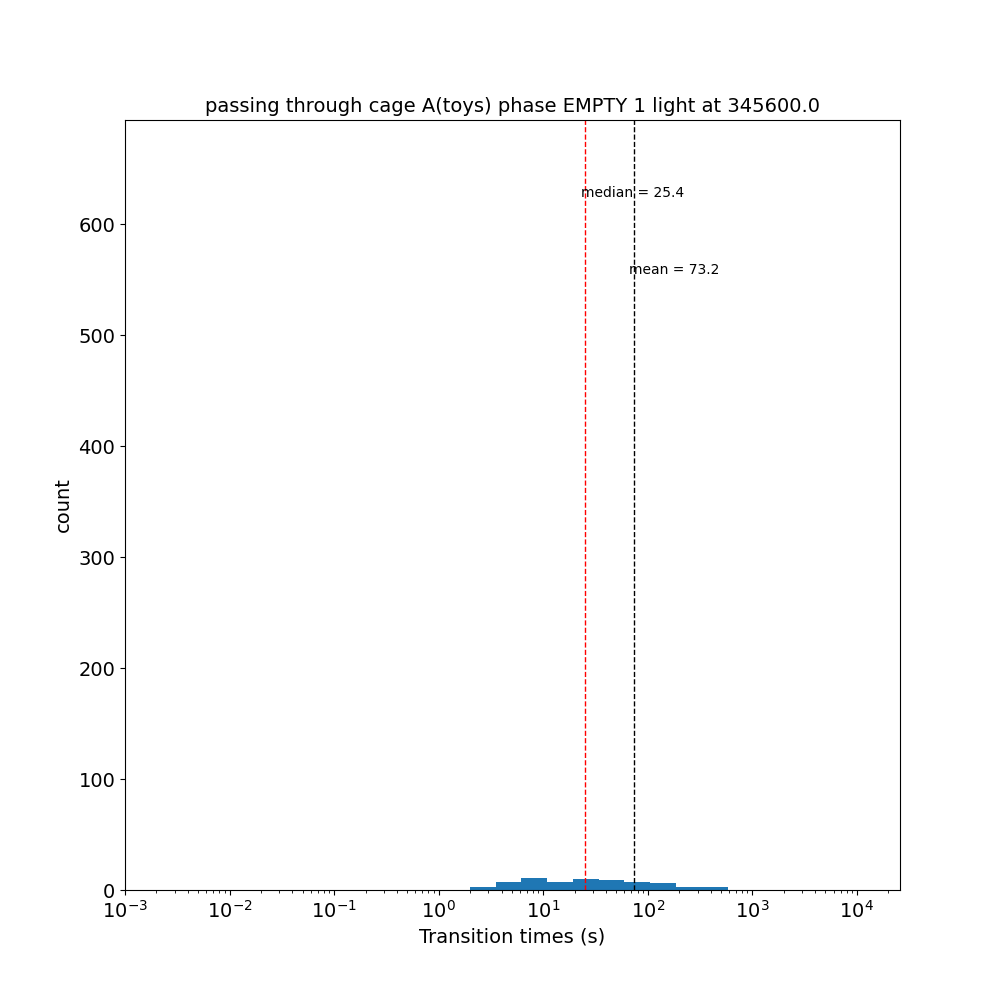 passing through cage A(toys) phase EMPTY 1 light at 345600.0
median = 25.4
mean = 73.2
600
500
400
300
200
100
0
count
10⁻³ 10⁻² 10⁻¹ 10⁰ 10¹ 10² 10³ 10⁴
Transition times (s)